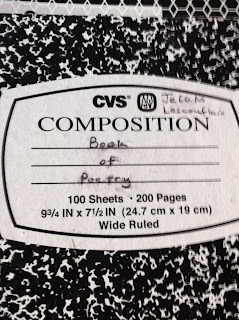 CVS
COMPOSITION
Book
of
Poetry
100 Sheets · 200 Pages
9¾ IN x 7½ IN (24.7 cm x 19 cm)
Wide Ruled